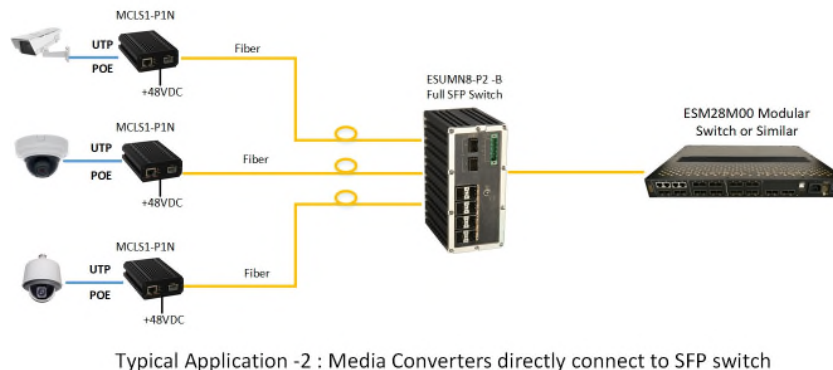 MCLS1-P1N
UTP
POE
+48VDC
Fiber
MCLS1-P1N
UTP
POE
+48VDC
Fiber
MCLS1-P1N
UTP
POE
+48VDC
Fiber
ESUMN8-P2 -B
Full SFP Switch
ESM28M00 Modular
Switch or Similar
Typical Application -2 : Media Converters directly connect to SFP switch